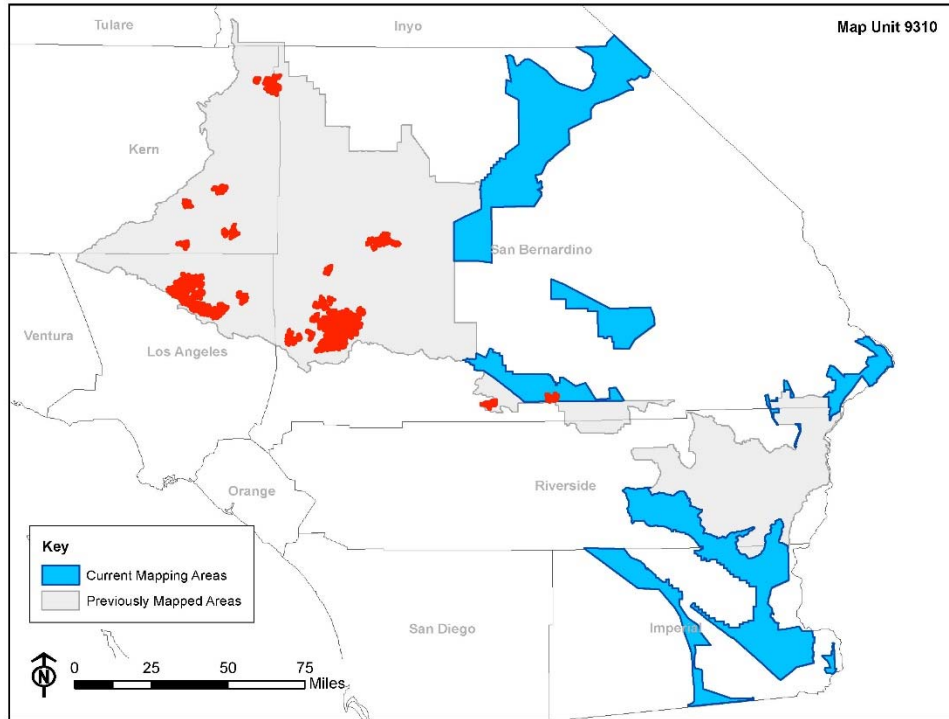 Tulare
Inyo
Map Unit 9310
Kern
San Bernardino
Ventura
Los Angeles
Orange
Riverside
Key
Current Mapping Areas
Previously Mapped Areas
San Diego
Imperial
N
0 25 50 75
Miles